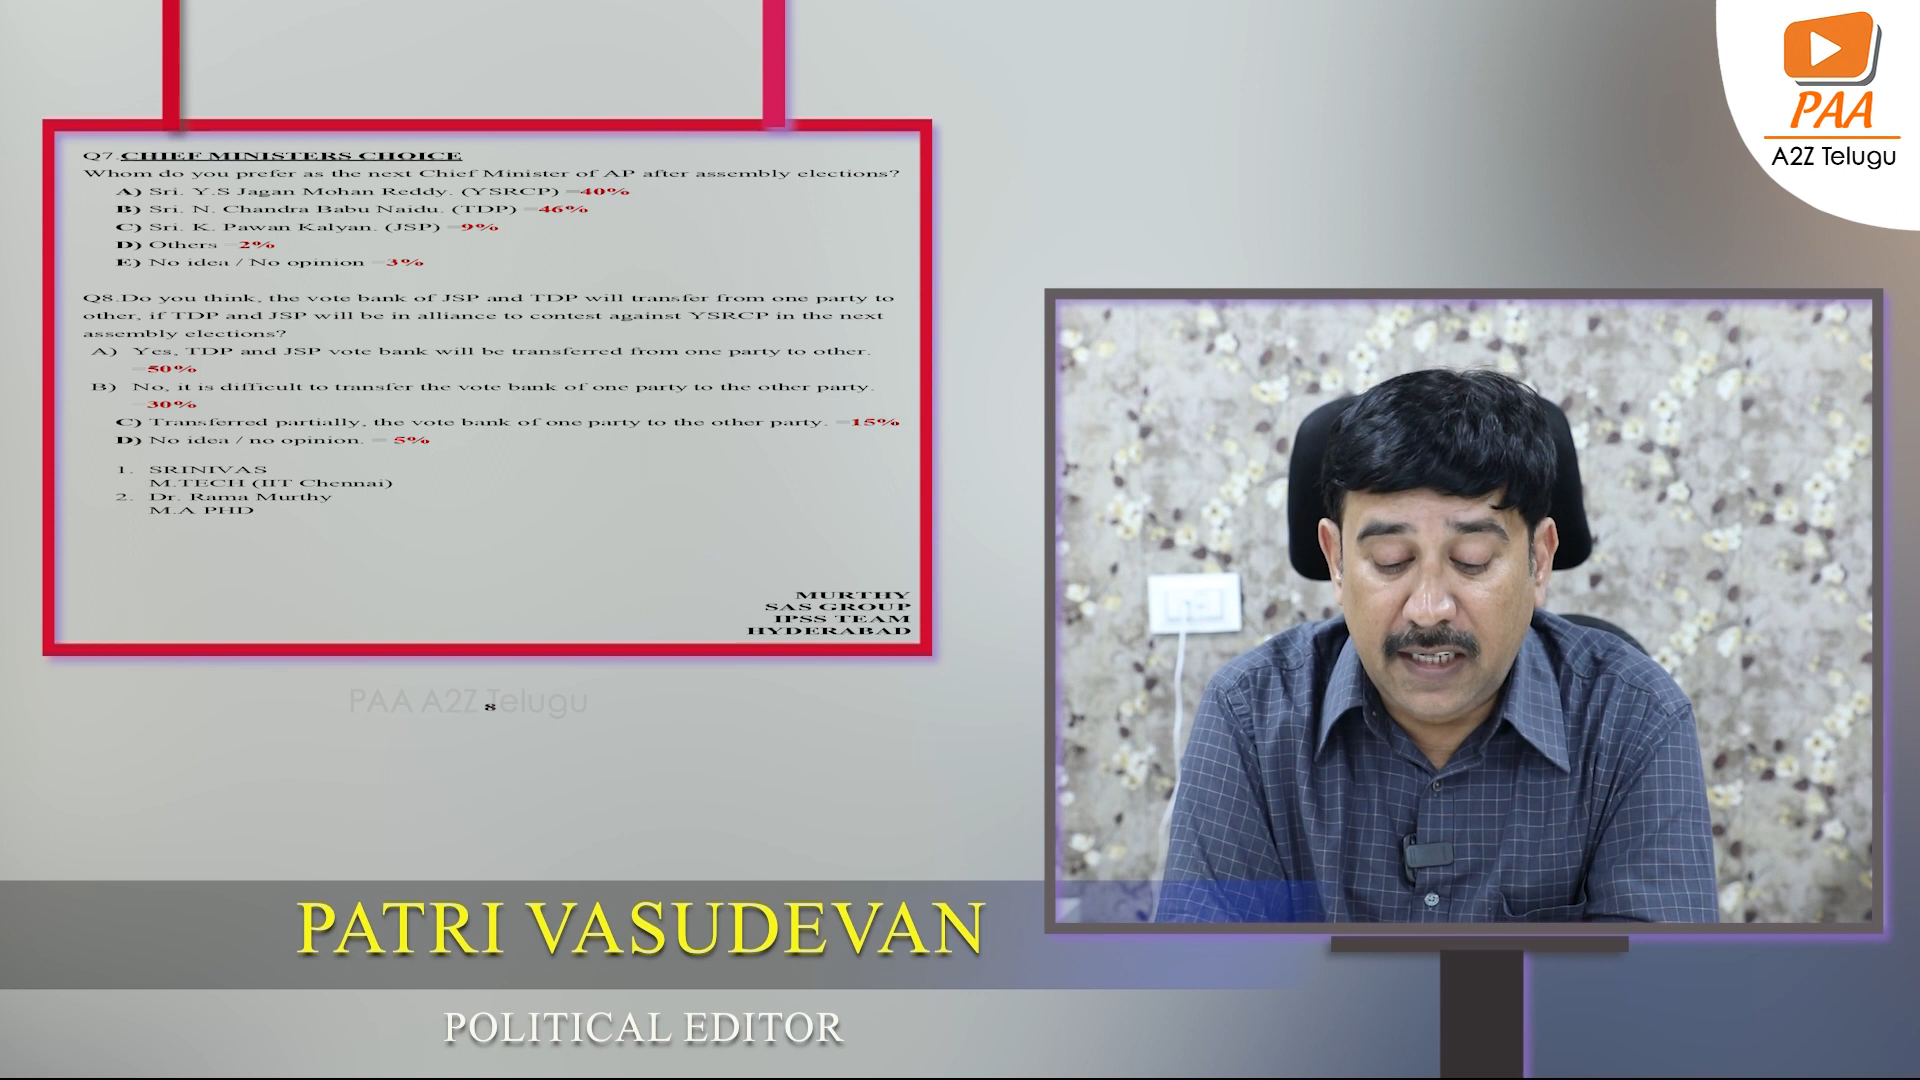 Q7.CHIEF MINISTERS CHOICE
Whom do you prefer as the next Chief Minister of AP after assembly elections?
A) Sri. Y.S Jagan Mohan Reddy. (YSRCP) =40%
B) Sri. N. Chandra Babu Naidu. (TDP) =46%
C) Sri. K. Pawan Kalyan. (JSP) =9%
D) Others =2%
E) No idea / No opinion =3%
Q8.Do you think, the vote bank of JSP and TDP will transfer from one party to
other, if TDP and JSP will be in alliance to contest against YSRCP in the next
assembly elections?
A) Yes, TDP and JSP vote bank will be transferred from one party to other.
=50%
B) No, it is difficult to transfer the vote bank of one party to the other party.
=30%
C) Transferred partially, the vote bank of one party to the other party. =15%
D) No idea / no opinion. = 5%
1. SRINIVAS
M.TECH (IIT Chennai)
2. Dr. Rama Murthy
M.A PHD
MURTHY
SAS GROUP
IPSS TEAM
HYDERABAD
PAA A2Z Telugu
8
PATRI VASUDEVAN
POLITICAL EDITOR
PAA
A2Z Telugu